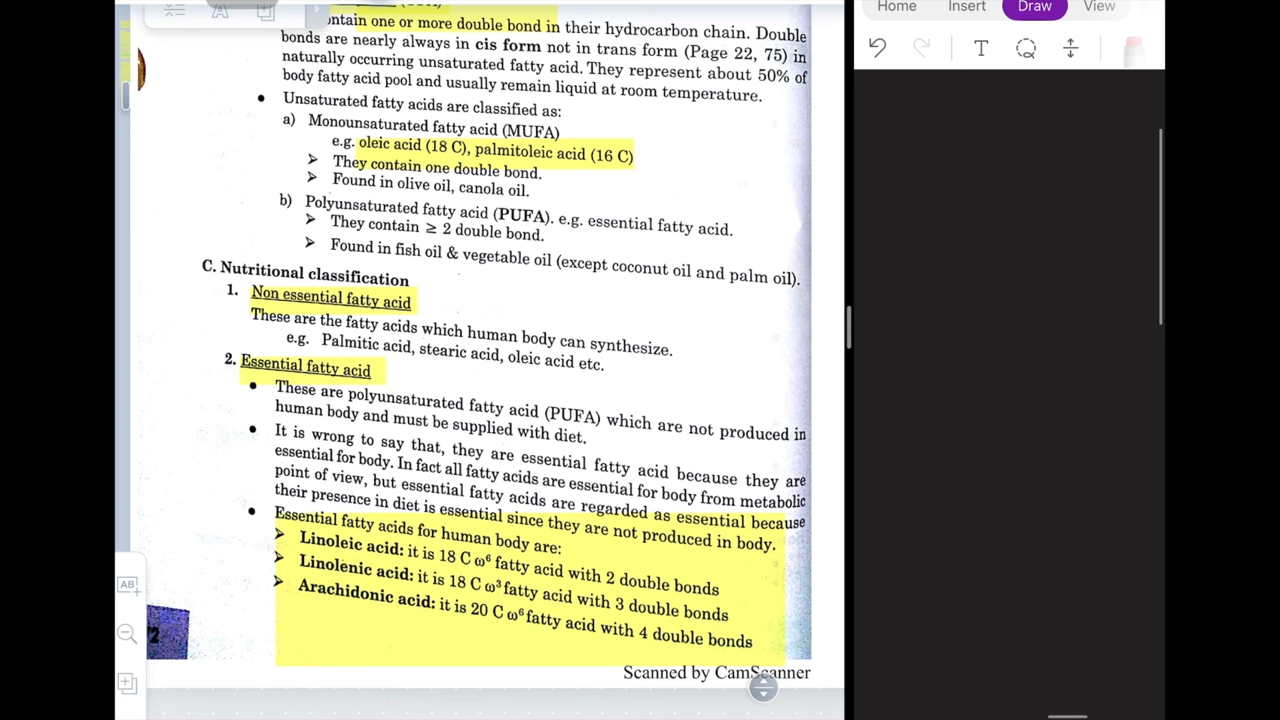 Home Insert Draw View
ontain one or more double bond in their hydrocarbon chain. Double
bonds are nearly always in cis form not in trans form (Page 22, 75) in
naturally occurring unsaturated fatty acid. They represent about 50% of
body fatty acid pool and usually remain liquid at room temperature.
• Unsaturated fatty acids are classified as:
a) Monounsaturated fatty acid (MUFA)
e.g. oleic acid (18 C), palmitoleic acid (16 C)
➢ They contain one double bond.
➢ Found in olive oil, canola oil.
b) Polyunsaturated fatty acid (PUFA). e.g. essential fatty acid.
➢ They contain ≥ 2 double bond.
➢ Found in fish oil & vegetable oil (except coconut oil and palm oil).
C. Nutritional classification
1. Non essential fatty acid
These are the fatty acids which human body can synthesize.
e.g. Palmitic acid, stearic acid, oleic acid etc.
2. Essential fatty acid
• These are polyunsaturated fatty acid (PUFA) which are not produced in
human body and must be supplied with diet.
• It is wrong to say that, they are essential fatty acid because they are
essential for body. In fact all fatty acids are essential for body from metabolic
point of view, but essential fatty acids are regarded as essential because
their presence in diet is essential since they are not produced in body.
• Essential fatty acids for human body are:
➢ Linoleic acid: it is 18 C ω⁶ fatty acid with 2 double bonds
➢ Linolenic acid: it is 18 C ω³ fatty acid with 3 double bonds
➢ Arachidonic acid: it is 20 C ω⁶ fatty acid with 4 double bonds
Scanned by CamScanner